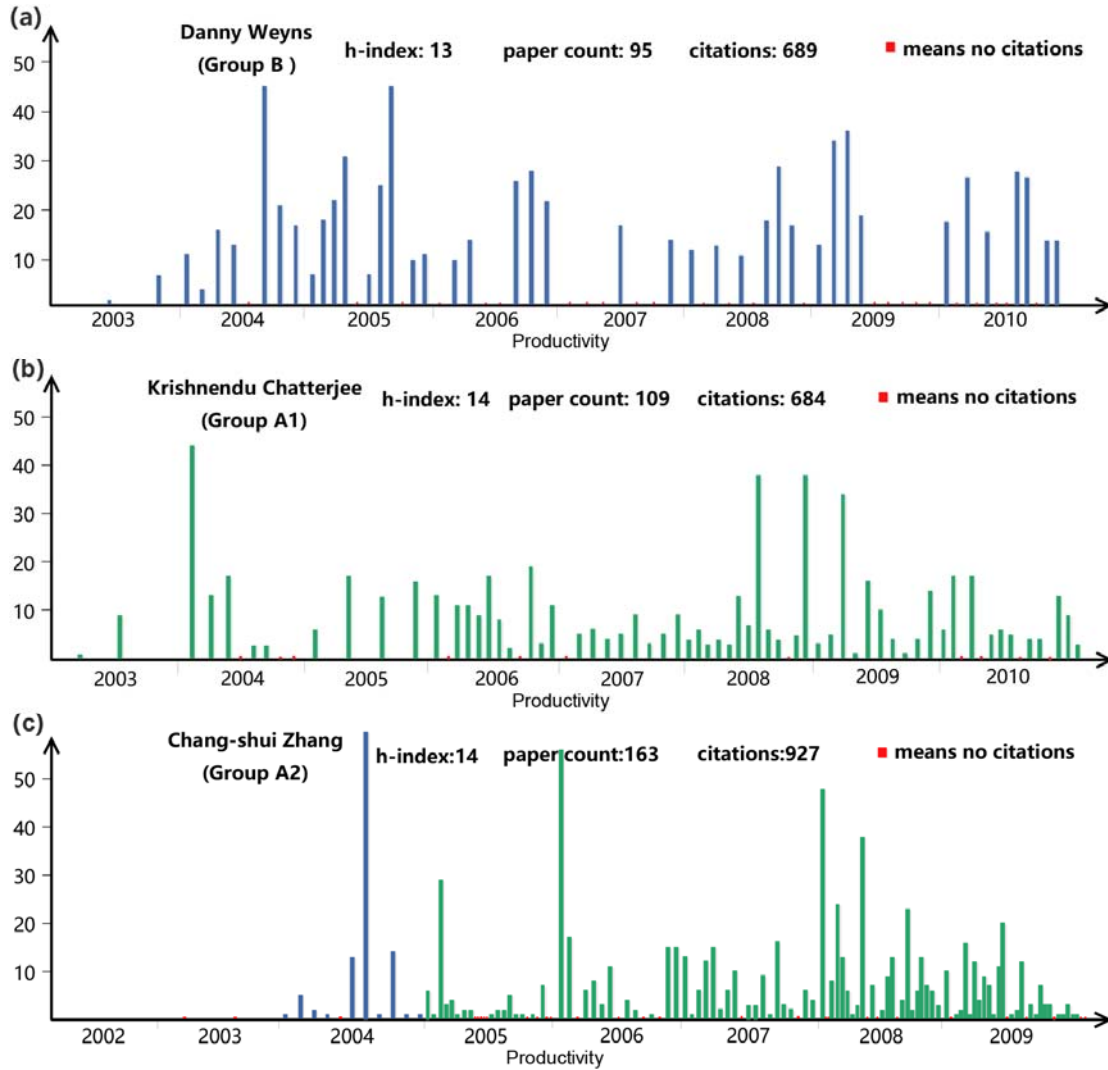 (a)
Danny Weyns
(Group B )
h-index: 13 paper count: 95 citations: 689 means no citations
50
40
30
20
10
2003 2004 2005 2006 2007 2008 2009 2010
Productivity
(b)
Krishnendu Chatterjee
(Group A1)
h-index: 14 paper count: 109 citations: 684 means no citations
50
40
30
20
10
2003 2004 2005 2006 2007 2008 2009 2010
Productivity
(c)
Chang-shui Zhang
(Group A2)
h-index:14 paper count:163 citations:927 means no citations
50
40
30
20
10
2002 2003 2004 2005 2006 2007 2008 2009
Productivity